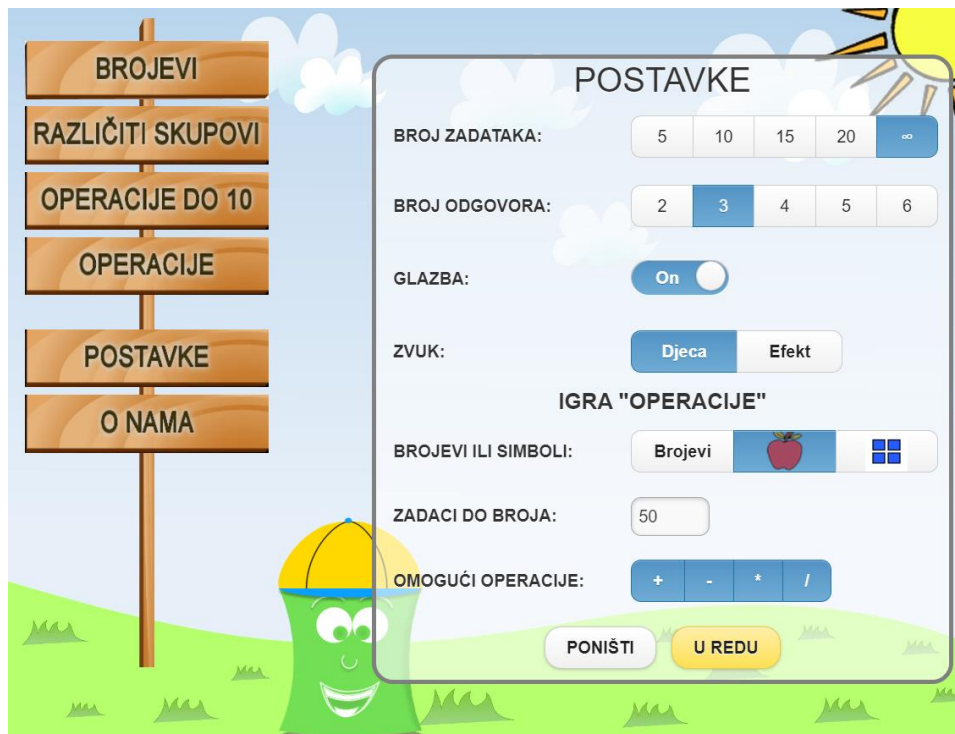 BROJEVI
RAZLIČITI SKUPOVI
OPERACIJE DO 10
OPERACIJE
POSTAVKE
O NAMA
POSTAVKE
BROJ ZADATAKA: 5 10 15 20 ∞
BROJ ODGOVORA: 2 3 4 5 6
GLAZBA: On
ZVUK: Djeca Efekt
IGRA "OPERACIJE"
BROJEVI ILI SIMBOLI: Brojevi
ZADACI DO BROJA: 50
OMOGUĆI OPERACIJE: + - * /
PONIŠTI U REDU